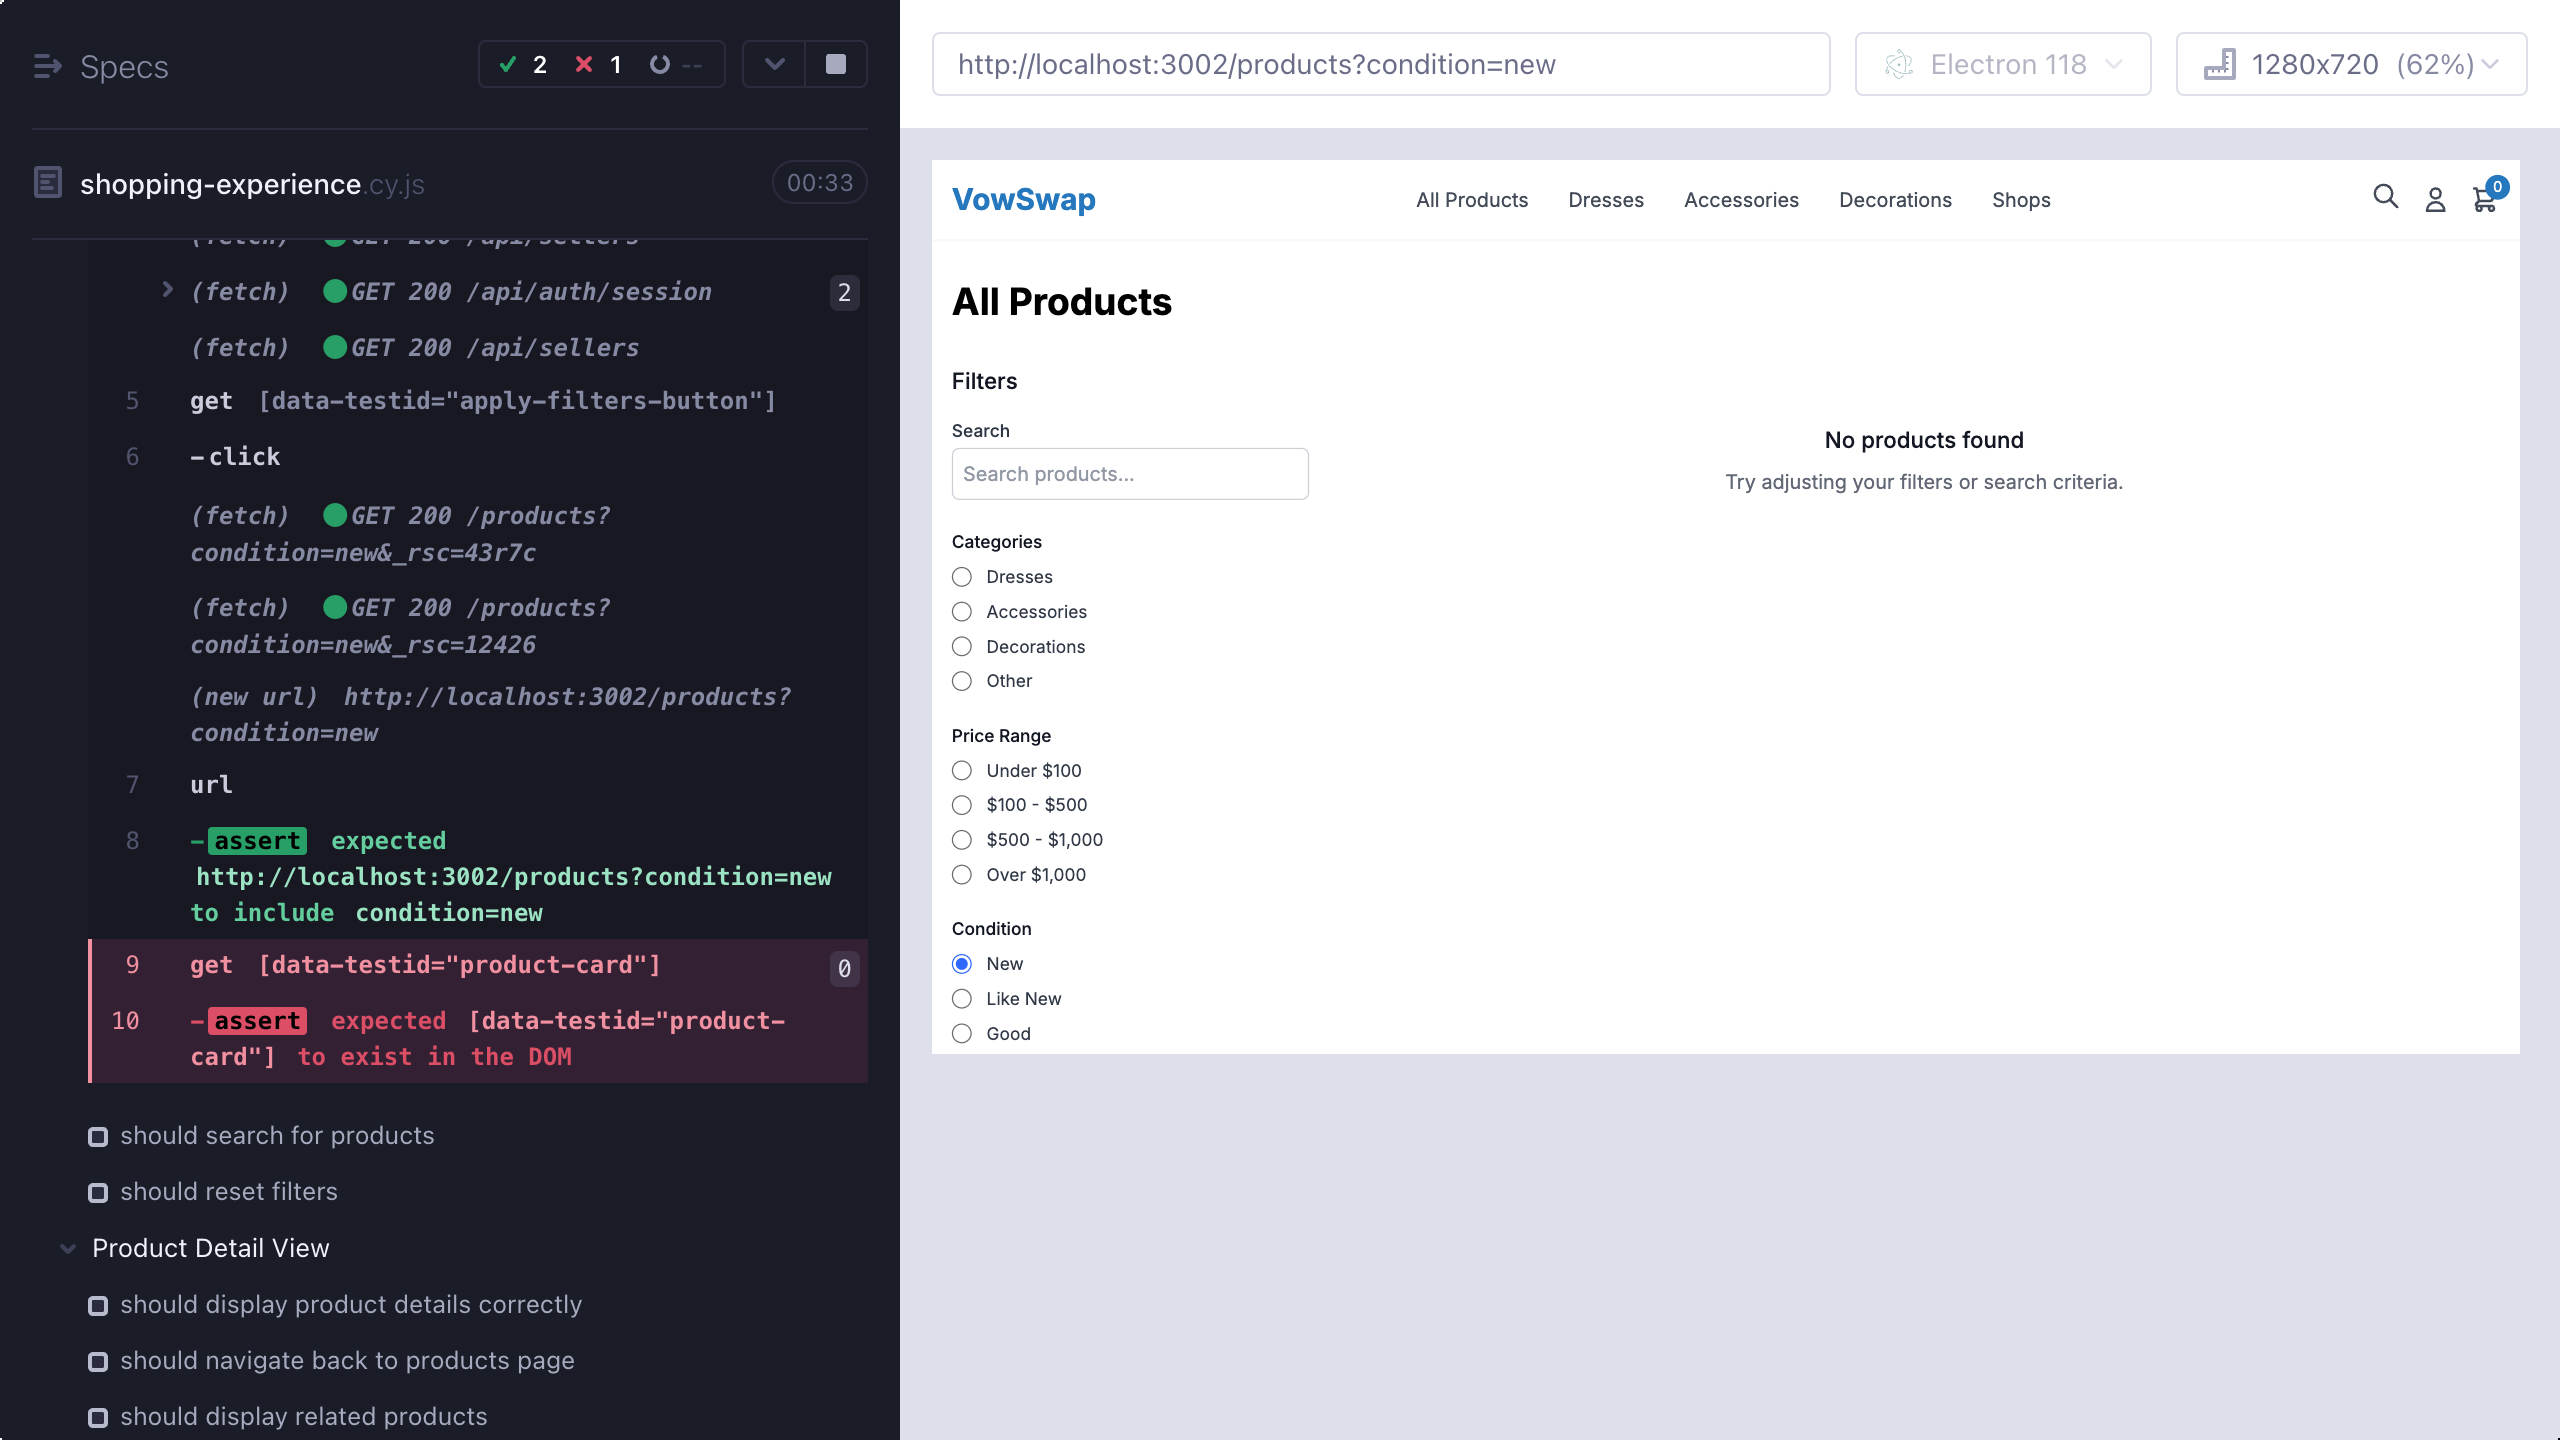 Specs
2
1
--
shopping-experience.cy.js
00:33
(fetch) GET 200 /api/sellers
(fetch) GET 200 /api/auth/session 2
(fetch) GET 200 /api/sellers
5 get [data-testid="apply-filters-button"]
6 -click
(fetch) GET 200 /products?
condition=new&_rsc=43r7c
(fetch) GET 200 /products?
condition=new&_rsc=12426
(new url) http://localhost:3002/products?
condition=new
7 url
8 -assert expected
http://localhost:3002/products?condition=new
to include condition=new
9 get [data-testid="product-card"] 0
10 -assert expected [data-testid="product-
card"] to exist in the DOM
should search for products
should reset filters
Product Detail View
should display product details correctly
should navigate back to products page
should display related products
http://localhost:3002/products?condition=new
Electron 118
1280x720 (62%)
VowSwap
All Products
Dresses
Accessories
Decorations
Shops
0
All Products
Filters
Search
Search products...
Categories
Dresses
Accessories
Decorations
Other
Price Range
Under $100
$100 - $500
$500 - $1,000
Over $1,000
Condition
New
Like New
Good
No products found
Try adjusting your filters or search criteria.